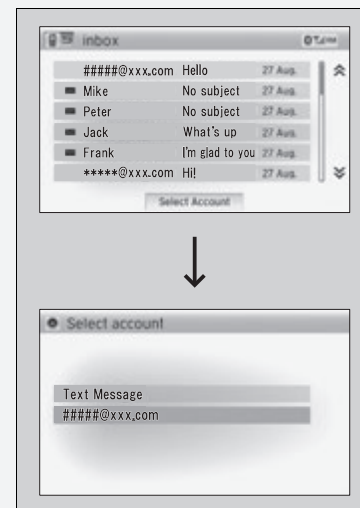 inbox
#####@xxx.com Hello 27 Aug.
Mike No subject 27 Aug.
Peter No subject 27 Aug.
Jack What's up 27 Aug.
Frank I'm glad to you 27 Aug.
*****@xxx.com Hi! 27 Aug.
Select Account
Select account
Text Message
#####@xxx.com